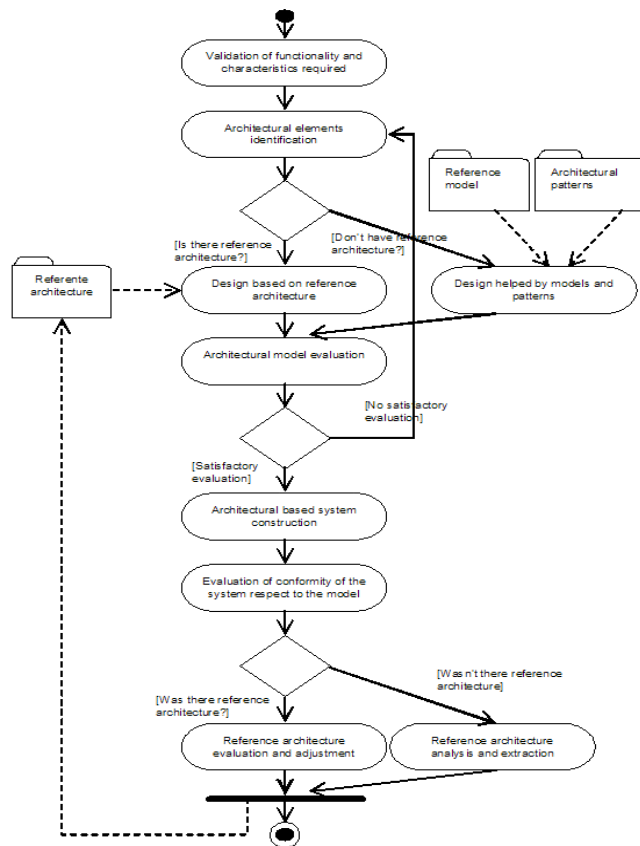 Validation of functionality and
characteristics required
Architectural elements
identification
Reference
model
Architectural
patterns
[Is there reference
architecture?]
[Don't have reference
architecture?]
Referente
architecture
Design based on reference
architecture
Design helped by models and
patterns
Architectural model evaluation
[No satisfactory
evaluation]
[Satisfactory
evaluation]
Architectural based system
construction
Evaluation of conformity of the
system respect to the model
[Wasn't there reference
architecture]
[Was there reference
architecture?]
Reference architecture
evaluation and adjustment
Reference architecture
analysis and extraction